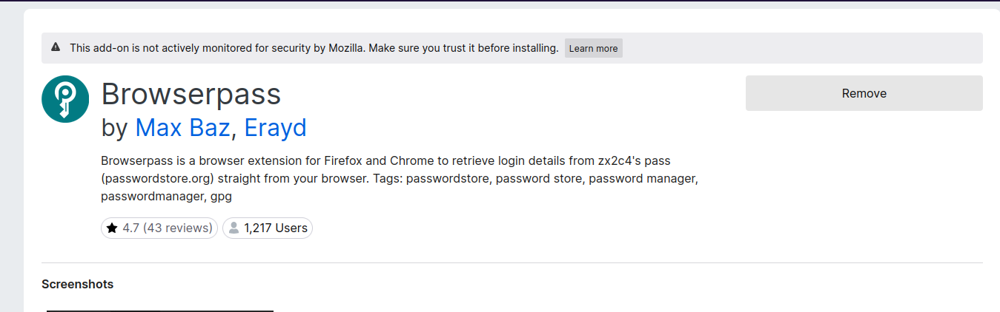 This add-on is not actively monitored for security by Mozilla. Make sure you trust it before installing. Learn more
Browserpass
Remove
by Max Baz, Erayd
Browserpass is a browser extension for Firefox and Chrome to retrieve login details from zx2c4's pass
(passwordstore.org) straight from your browser. Tags: passwordstore, password store, password manager,
passwordmanager, gpg
4.7 (43 reviews) 1,217 Users
Screenshots